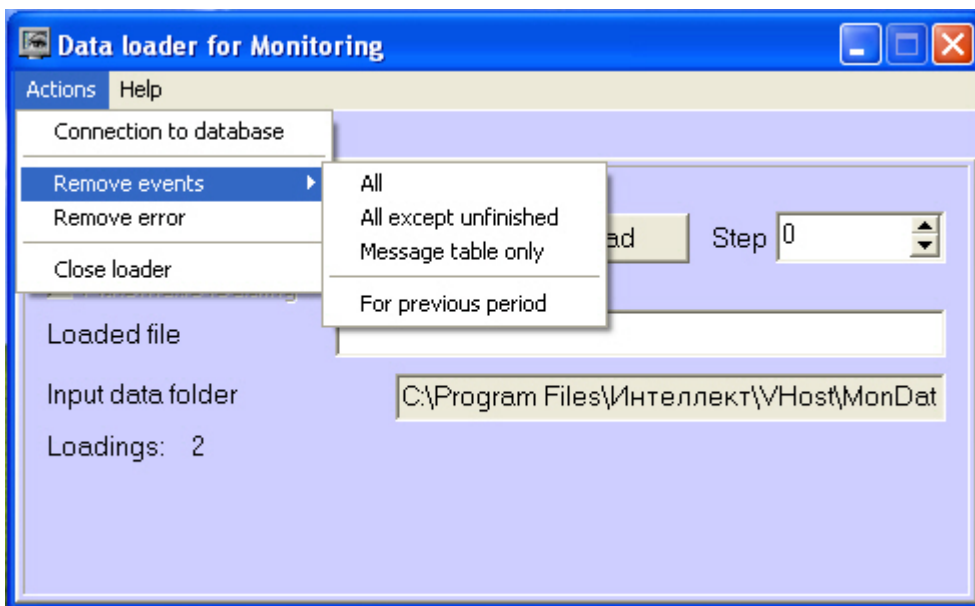 Data loader for Monitoring
Actions Help
Connection to database
Remove events
Remove error
Close loader
All
All except unfinished
Message table only
For previous period
Step 0
Loaded file
Input data folder C:\Program Files\Интеллект\VHost\MonDat
Loadings: 2